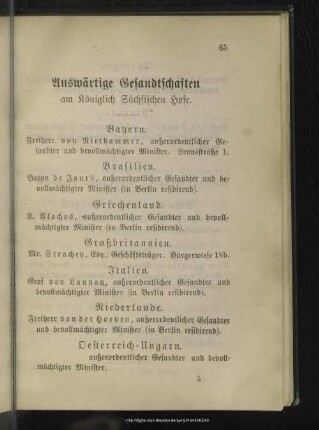 65
Auswärtige Gesandtschaften
am Königlich Sächsischen Hofe.
Bayern.
Freiherr von Niethammer, außerordentlicher Ge-
sandter und bevollmächtigter Minister. Lennéstraße 1.
Brasilien.
Baron de Jaurú, außerordentlicher Gesandter und be-
vollmächtigter Minister (in Berlin residirend).
Griechenland.
A. Vlachos, außerordentlicher Gesandter und bevoll-
mächtigter Minister (in Berlin residirend).
Großbritannien.
Mr. Strachey, Esq., Geschäftsträger. Bürgerwiese 18b.
Italien.
Graf von Launay, außerordentlicher Gesandter und
bevollmächtigter Minister (in Berlin residirend).
Niederlande.
Freiherr van der Hoeven, außerordentlicher Gesandter
und bevollmächtigter Minister (in Berlin residirend).
Oesterreich-Ungarn.
außerordentlicher Gesandter und bevoll-
mächtigter Minister.
5